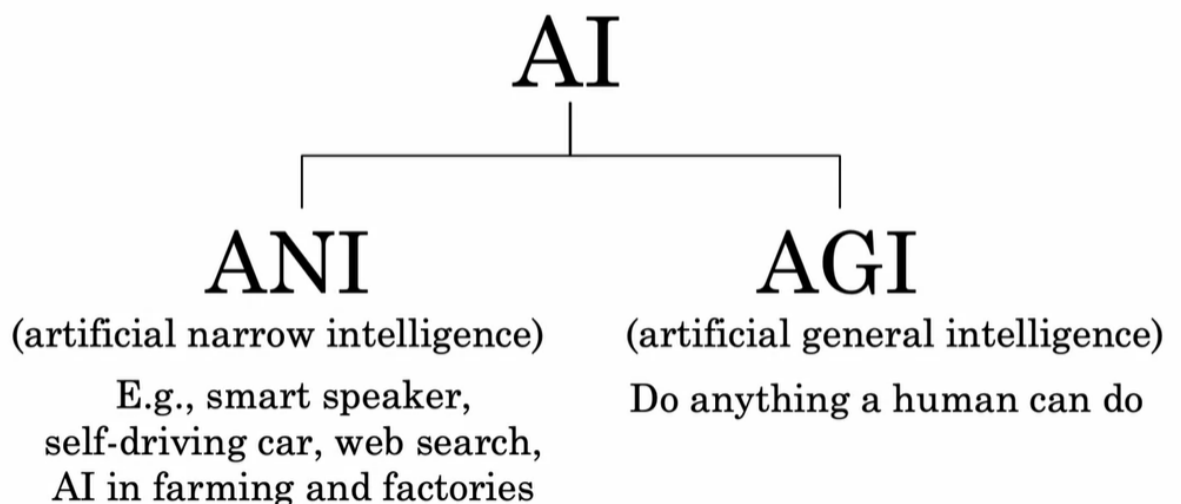 AI
ANI
(artificial narrow intelligence)
E.g., smart speaker,
self-driving car, web search,
AI in farming and factories
AGI
(artificial general intelligence)
Do anything a human can do